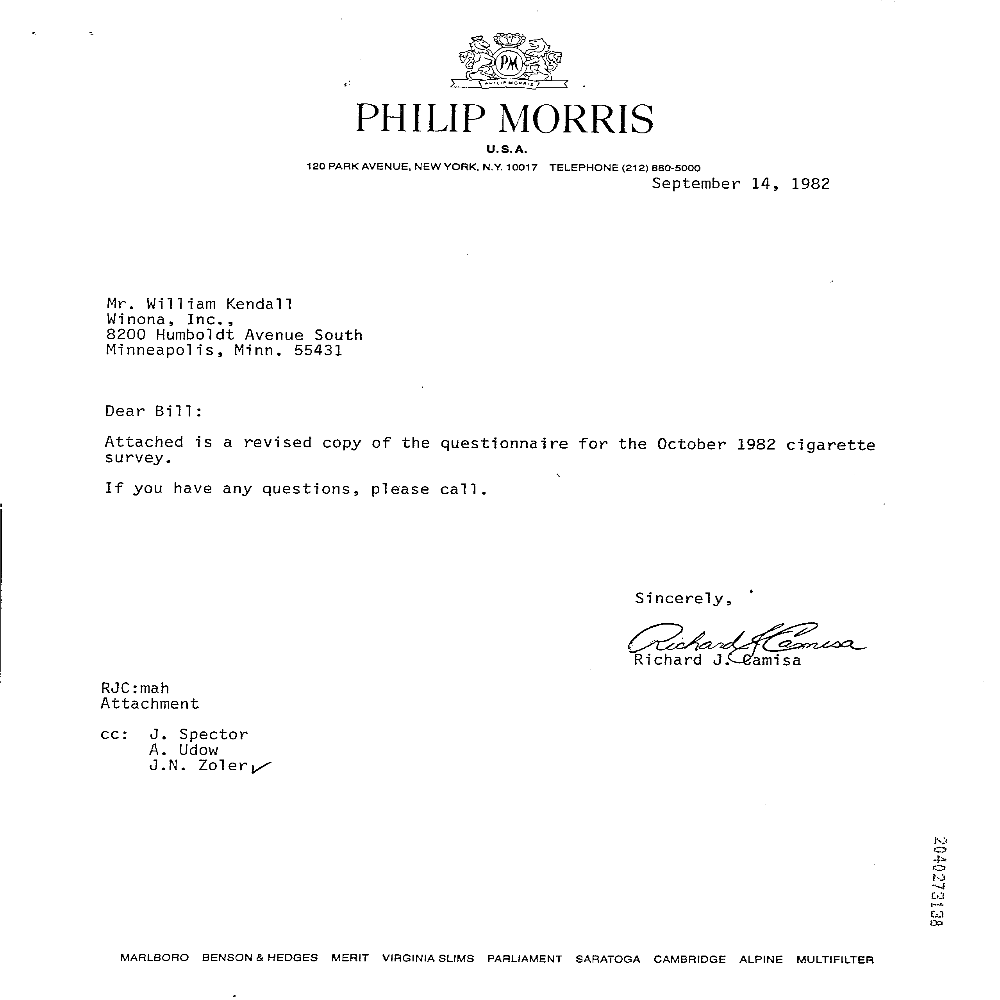 PM
PHILIP MORRIS
PHILIP MORRIS
U.S.A.
120 PARK AVENUE, NEW YORK, N.Y. 10017 TELEPHONE (212) 880-5000
September 14, 1982
Mr. William Kendall
Winona, Inc.,
8200 Humboldt Avenue South
Minneapolis, Minn. 55431
Dear Bill:
Attached is a revised copy of the questionnaire for the October 1982 cigarette
survey.
If you have any questions, please call.
Sincerely,
Richard J Camisa
Richard J. Camisa
RJC:mah
Attachment
cc: J. Spector
A. Udow
J.N. Zoler
2040273138
MARLBORO BENSON & HEDGES MERIT VIRGINIA SLIMS PARLIAMENT SARATOGA CAMBRIDGE ALPINE MULTIFILTER